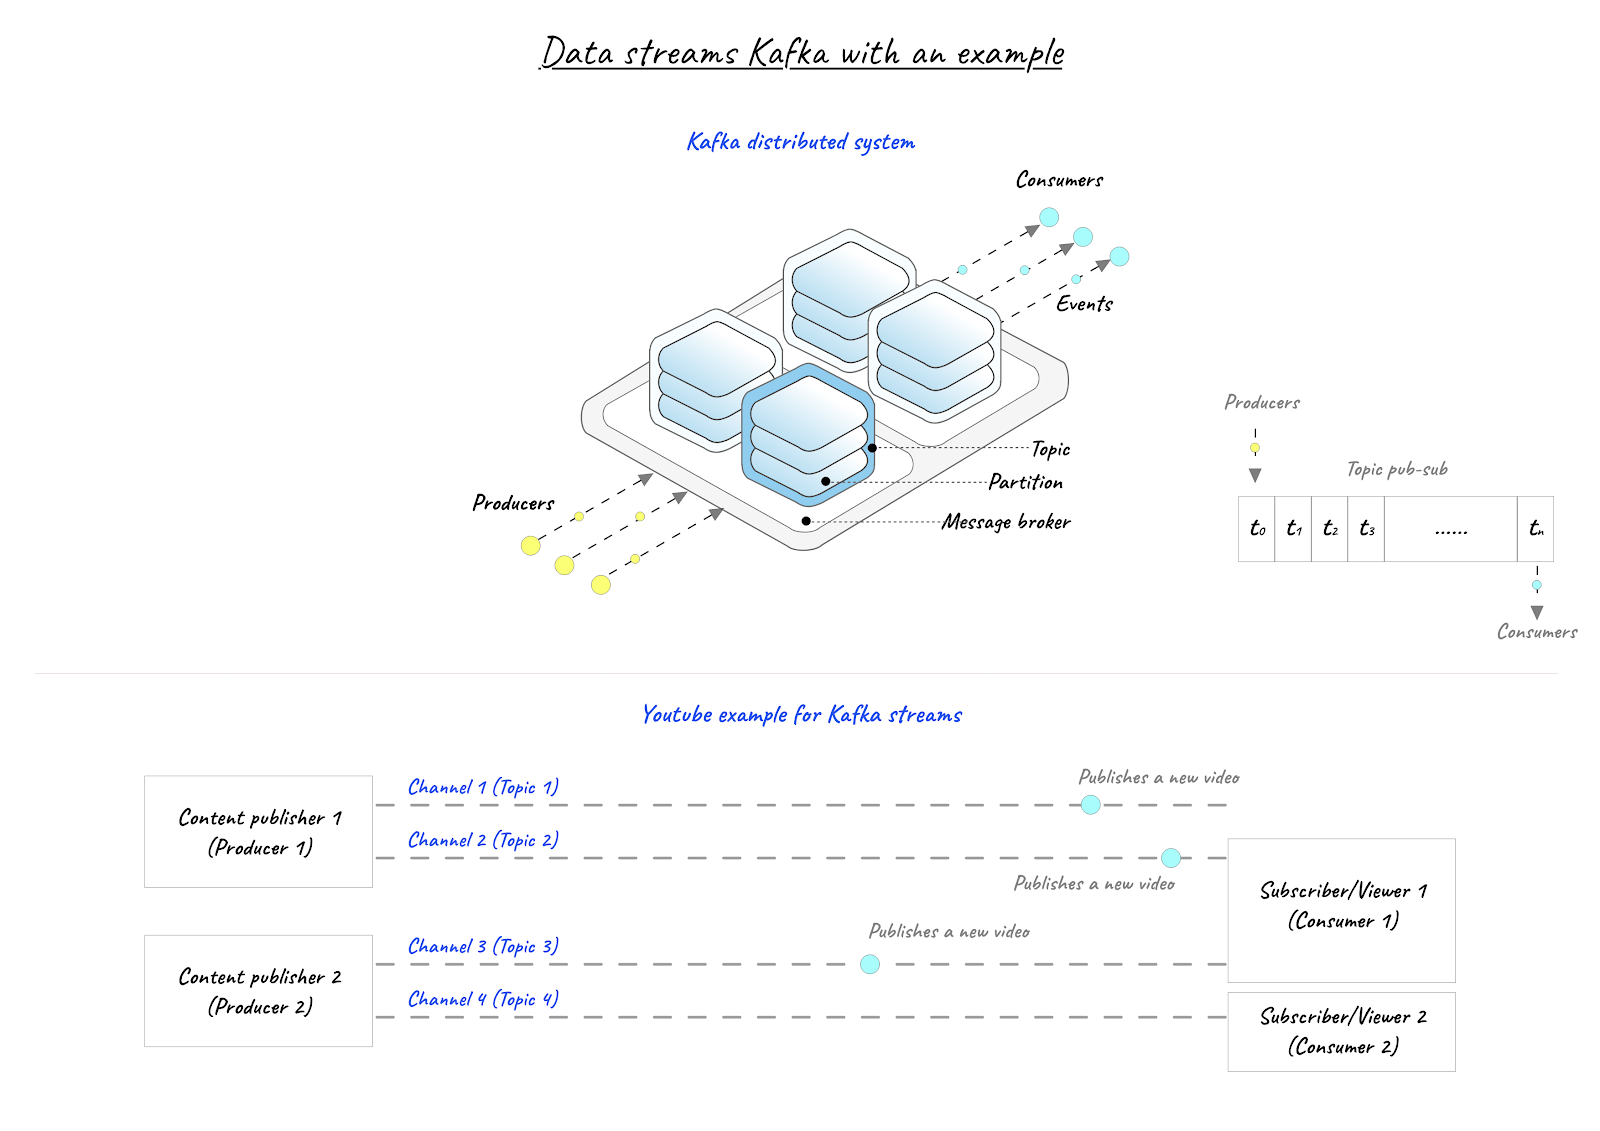 Data streams Kafka with an example
Kafka distributed system
Consumers
Events
Topic
Partition
Message broker
Producers
Producers
Topic pub-sub
t0 t1 t2 t3 ...... tn
Consumers
Youtube example for Kafka streams
Content publisher 1
(Producer 1)
Channel 1 (Topic 1)
Publishes a new video
Channel 2 (Topic 2)
Publishes a new video
Subscriber/Viewer 1
(Consumer 1)
Content publisher 2
(Producer 2)
Channel 3 (Topic 3)
Publishes a new video
Channel 4 (Topic 4)
Subscriber/Viewer 2
(Consumer 2)